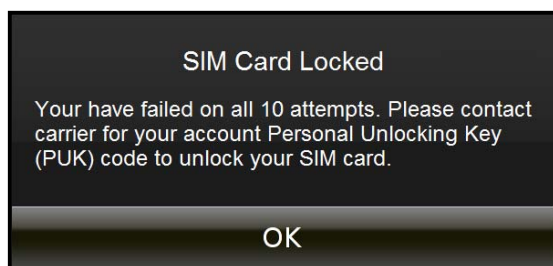 SIM Card Locked
Your have failed on all 10 attempts. Please contact
carrier for your account Personal Unlocking Key
(PUK) code to unlock your SIM card.
OK